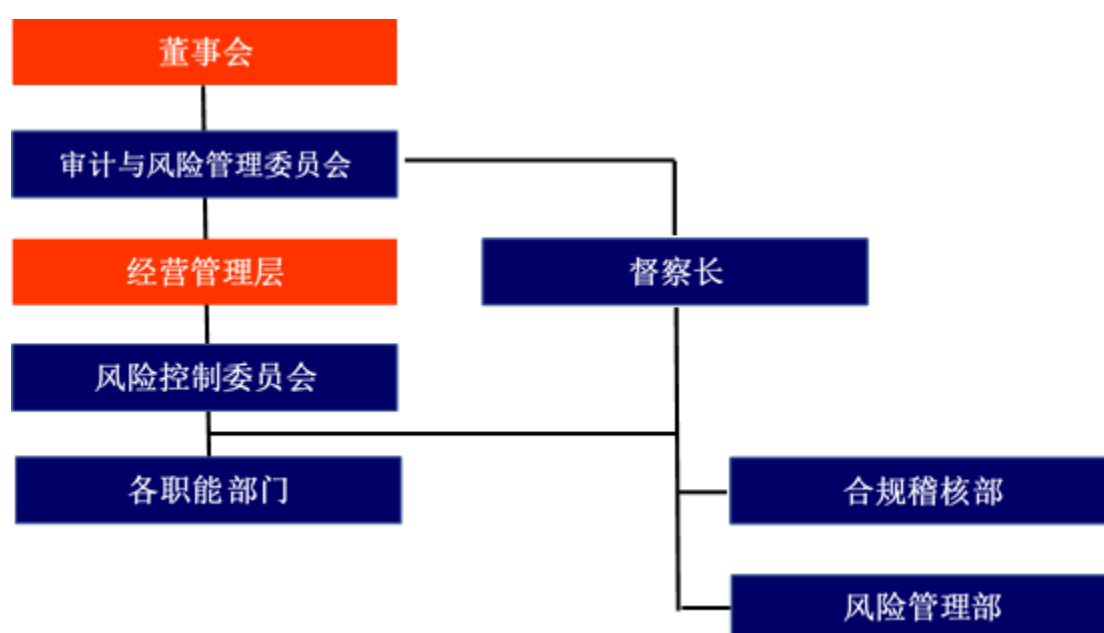 董事会
审计与风险管理委员会
经营管理层
督察长
风险控制委员会
各职能部门
合规稽核部
风险管理部